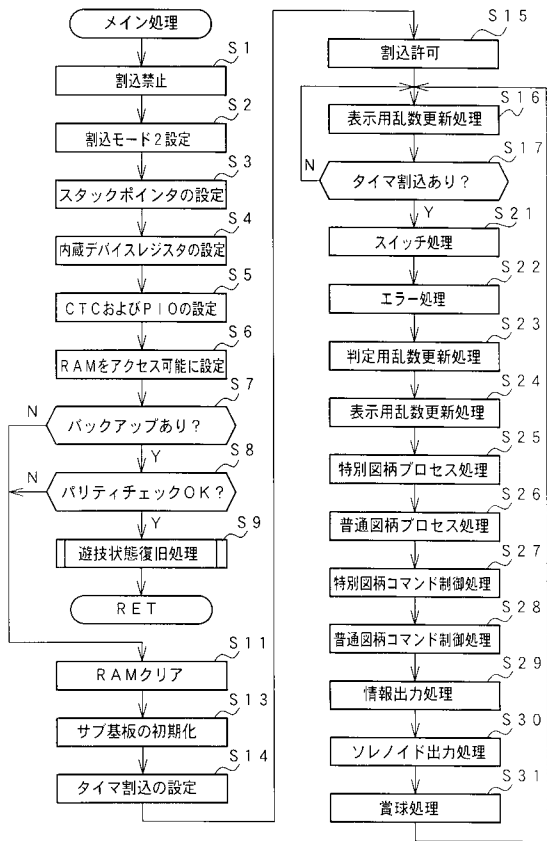 メイン処理
S1
割込禁止
S2
割込モード2設定
S3
スタックポインタの設定
S4
内蔵デバイスレジスタの設定
S5
CTCおよびPIOの設定
S6
RAMをアクセス可能に設定
S7
N
バックアップあり?
Y
S8
N
パリティチェックOK?
Y
S9
遊技状態復旧処理
RET
S11
RAMクリア
S13
サブ基板の初期化
S14
タイマ割込の設定
S15
割込許可
S16
表示用乱数更新処理
S17
N
タイマ割込あり?
Y
S21
スイッチ処理
S22
エラー処理
S23
判定用乱数更新処理
S24
表示用乱数更新処理
S25
特別図柄プロセス処理
S26
普通図柄プロセス処理
S27
特別図柄コマンド制御処理
S28
普通図柄コマンド制御処理
S29
情報出力処理
S30
ソレノイド出力処理
S31
賞球処理